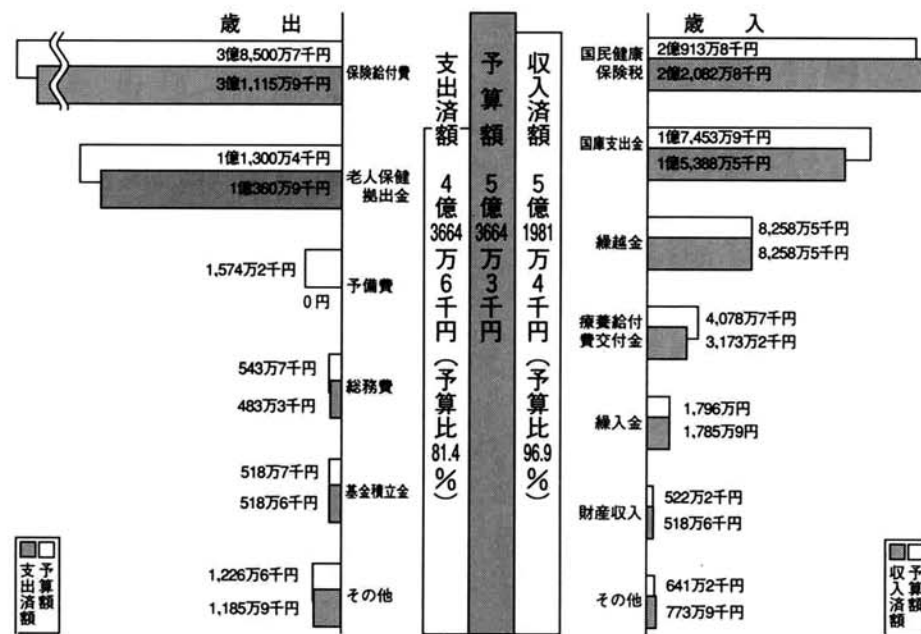 歳出
3億8,500万7千円
保険給付費
3億1,115万9千円
1億1,300万4千円
老人保健
拠出金
1億360万9千円
1,574万2千円
予備費
0円
543万7千円
総務費
483万3千円
518万7千円
基金積立金
518万6千円
1,226万6千円
その他
1,185万9千円
予算額
支出済額
支出済額 4億3664万6千円(予算比81.4%)
予算額 5億3664万3千円
収入済額 5億1981万4千円(予算比96.9%)
歳入
国民健康
保険税
2億913万8千円
2億2,082万8千円
国庫支出金
1億7,453万9千円
1億5,388万5千円
繰越金
8,258万5千円
8,258万5千円
療養給付
費交付金
4,078万7千円
3,173万2千円
繰入金
1,796万円
1,785万9円
財産収入
522万2千円
518万6千円
その他
641万2千円
773万9千円
予算額
収入済額